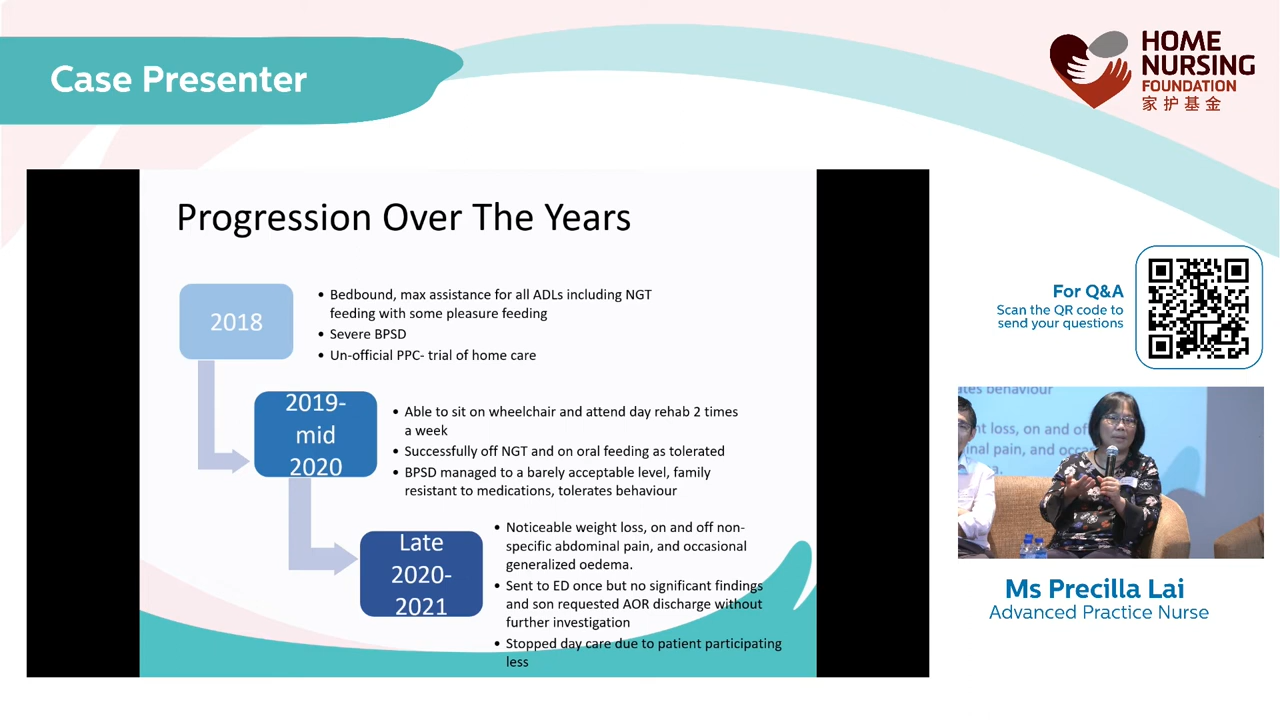 Case Presenter
HOME
NURSING
FOUNDATION
家护基金
Progression Over The Years
2018
• Bedbound, max assistance for all ADLs including NGT
feeding with some pleasure feeding
• Severe BPSD
• Un-official PPC- trial of home care
2019-
mid
2020
• Able to sit on wheelchair and attend day rehab 2 times
a week
• Successfully off NGT and on oral feeding as tolerated
• BPSD managed to a barely acceptable level, family
resistant to medications, tolerates behaviour
Late
2020-
2021
• Noticeable weight loss, on and off non-
specific abdominal pain, and occasional
generalized oedema.
• Sent to ED once but no significant findings
and son requested AOR discharge without
further investigation
• Stopped day care due to patient participating
less
For Q&A
Scan the QR code to
send your questions
behaviour
loss, on and
pain,
Ms Precilla Lai
Advanced Practice Nurse